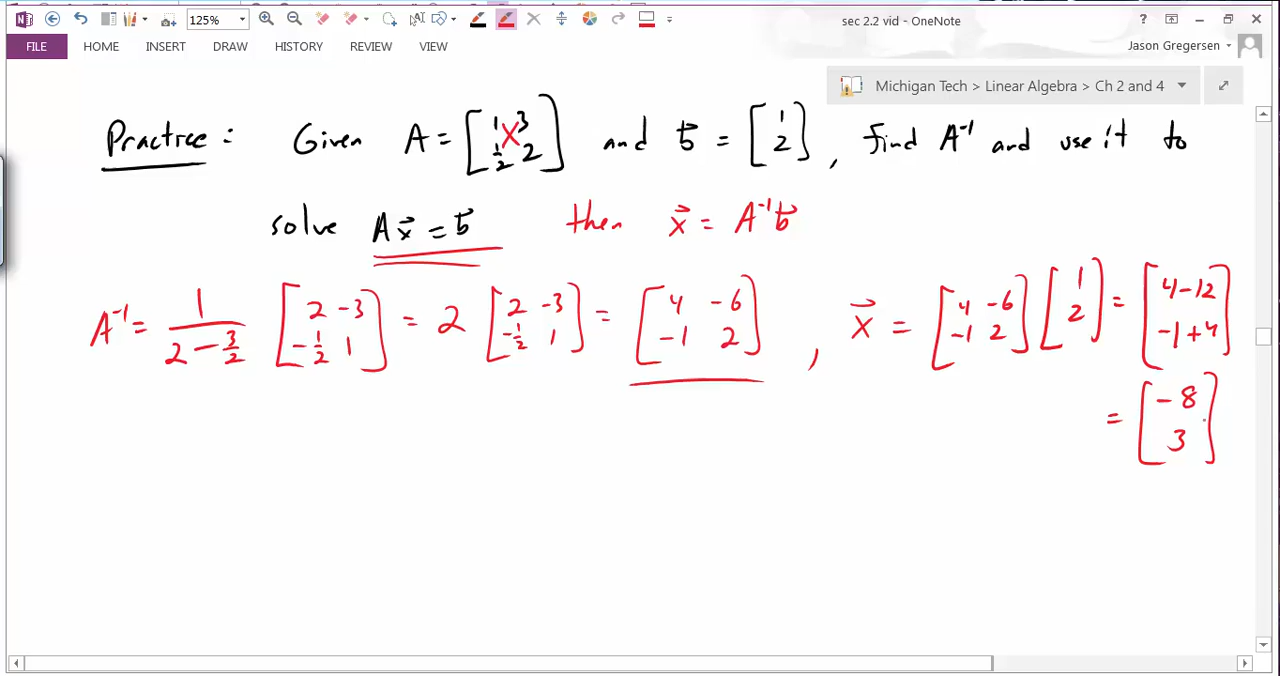 125% sec 2.2 vid - OneNote ?
FILE HOME INSERT DRAW HISTORY REVIEW VIEW Jason Gregersen
Michigan Tech > Linear Algebra > Ch 2 and 4
Practice: Given A = [1 3; 1/2 2] and b⃗ = [1; 2], find A⁻¹ and use it to
solve Ax⃗ = b⃗ then x⃗ = A⁻¹b⃗
A⁻¹ = 1/(2 - 3/2) [2 -3; -1/2 1] = 2 [2 -3; -1/2 1] = [4 -6; -1 2], x⃗ = [4 -6; -1 2] [1; 2] = [4-12; -1+4]
= [-8; 3]